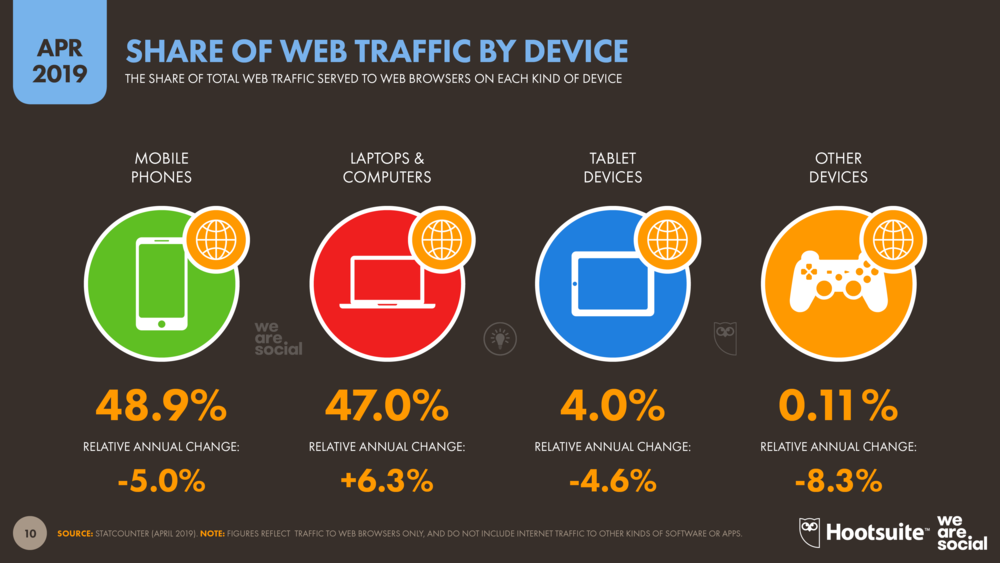 APR
2019
SHARE OF WEB TRAFFIC BY DEVICE
THE SHARE OF TOTAL WEB TRAFFIC SERVED TO WEB BROWSERS ON EACH KIND OF DEVICE
MOBILE
PHONES
LAPTOPS &
COMPUTERS
TABLET
DEVICES
OTHER
DEVICES
we
are
social
48.9%
47.0%
4.0%
0.11%
RELATIVE ANNUAL CHANGE:
RELATIVE ANNUAL CHANGE:
RELATIVE ANNUAL CHANGE:
RELATIVE ANNUAL CHANGE:
-5.0%
+6.3%
-4.6%
-8.3%
10
SOURCE: STATCOUNTER (APRIL 2019). NOTE: FIGURES REFLECT TRAFFIC TO WEB BROWSERS ONLY, AND DO NOT INCLUDE INTERNET TRAFFIC TO OTHER KINDS OF SOFTWARE OR APPS.
Hootsuite™
we
are
social